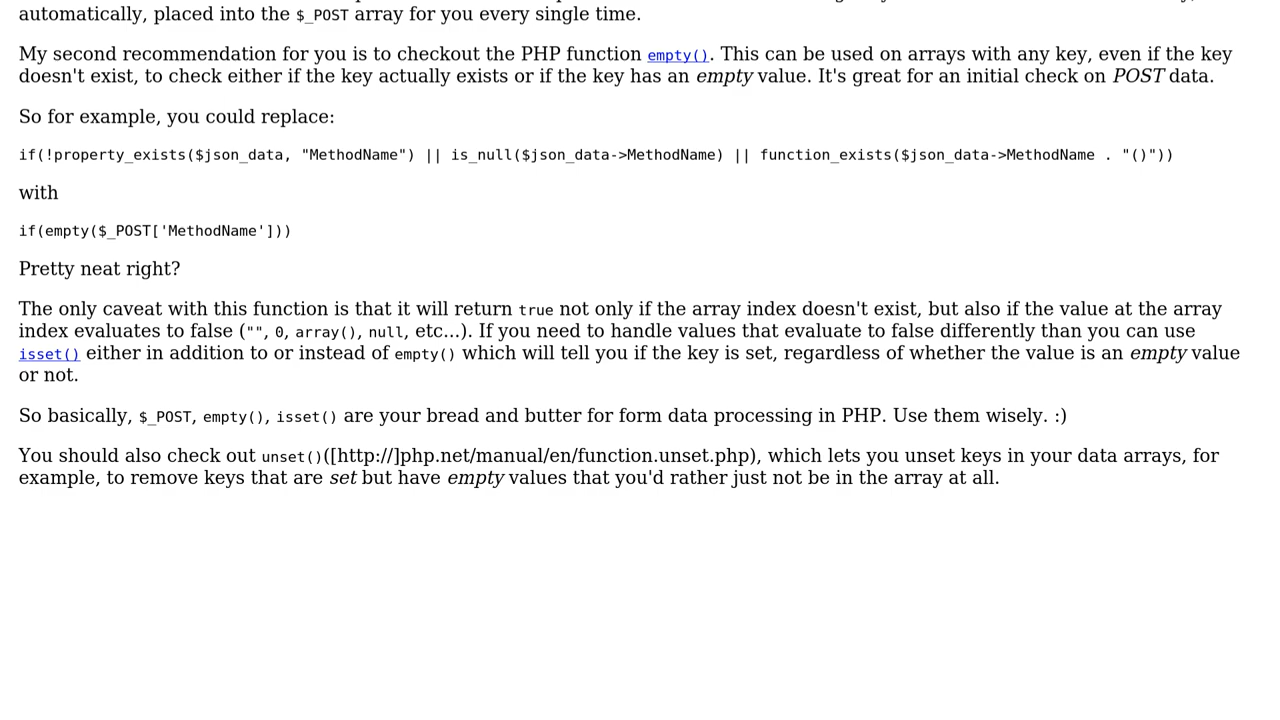 automatically, placed into the $_POST array for you every single time.
My second recommendation for you is to checkout the PHP function empty(). This can be used on arrays with any key, even if the key
doesn't exist, to check either if the key actually exists or if the key has an empty value. It's great for an initial check on POST data.
So for example, you could replace:
if(!property_exists($json_data, "MethodName") || is_null($json_data->MethodName) || function_exists($json_data->MethodName . "()"))
with
if(empty($_POST['MethodName']))
Pretty neat right?
The only caveat with this function is that it will return true not only if the array index doesn't exist, but also if the value at the array
index evaluates to false ("", 0, array(), null, etc...). If you need to handle values that evaluate to false differently than you can use
isset() either in addition to or instead of empty() which will tell you if the key is set, regardless of whether the value is an empty value
or not.
So basically, $_POST, empty(), isset() are your bread and butter for form data processing in PHP. Use them wisely. :)
You should also check out unset()([http://]php.net/manual/en/function.unset.php), which lets you unset keys in your data arrays, for
example, to remove keys that are set but have empty values that you'd rather just not be in the array at all.